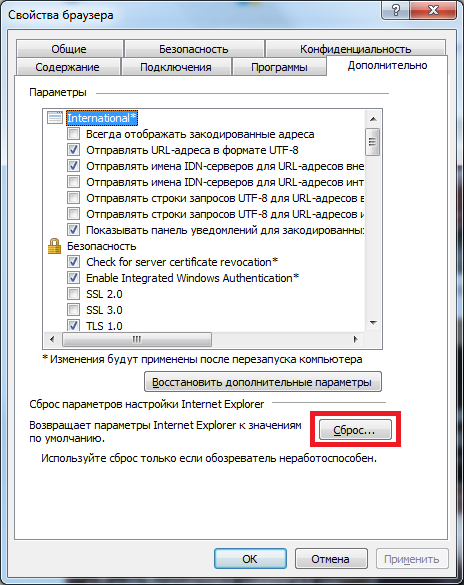 Свойства браузера
Общие Безопасность Конфиденциальность
Содержание Подключения Программы Дополнительно
Параметры
International*
Всегда отображать закодированные адреса
Отправлять URL-адреса в формате UTF-8
Отправлять имена IDN-серверов для URL-адресов вне
Отправлять имена IDN-серверов для URL-адресов инт
Отправлять строки запросов UTF-8 для URL-адресов в
Отправлять строки запросов UTF-8 для URL-адресов и
Показывать панель уведомлений для закодированных
Безопасность
Check for server certificate revocation*
Enable Integrated Windows Authentication*
SSL 2.0
SSL 3.0
TLS 1.0
* Изменения будут применены после перезапуска компьютера
Восстановить дополнительные параметры
Сброс параметров настройки Internet Explorer
Возвращает параметры Internet Explorer к значениям
по умолчанию.
Сброс...
Используйте сброс только если обозреватель неработоспособен.
ОК Отмена Применить